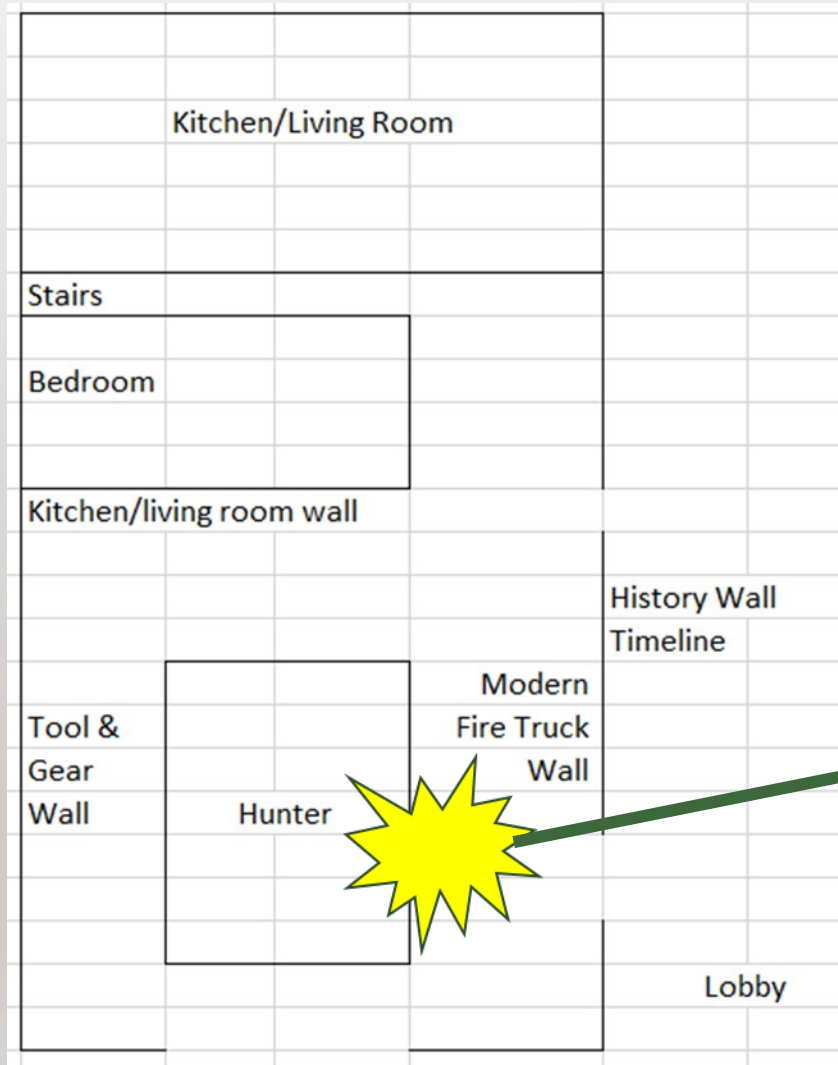 Kitchen/Living Room
Stairs
Bedroom
Kitchen/living room wall
History Wall
Timeline
Modern
Fire Truck
Wall
Tool &
Gear
Wall
Hunter
Lobby